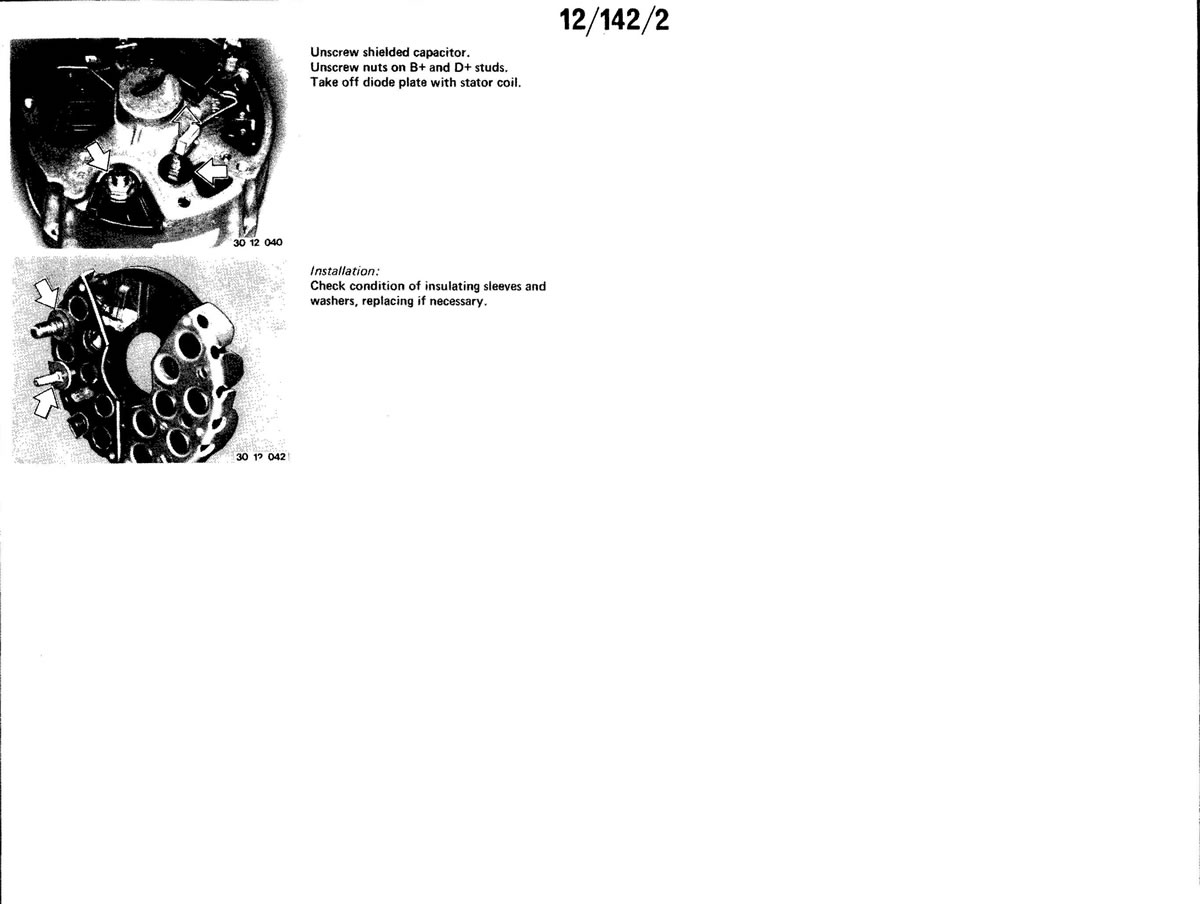 12/142/2
Unscrew shielded capacitor.
Unscrew nuts on B+ and D+ studs.
Take off diode plate with stator coil.
30 12 040
Installation:
Check condition of insulating sleeves and
washers, replacing if necessary.
30 12 042